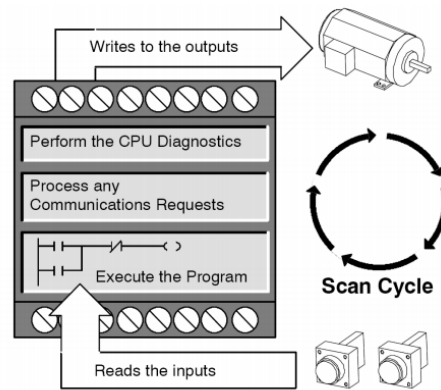 Writes to the outputs
Perform the CPU Diagnostics
Process any
Communications Requests
Execute the Program
Scan Cycle
Reads the inputs